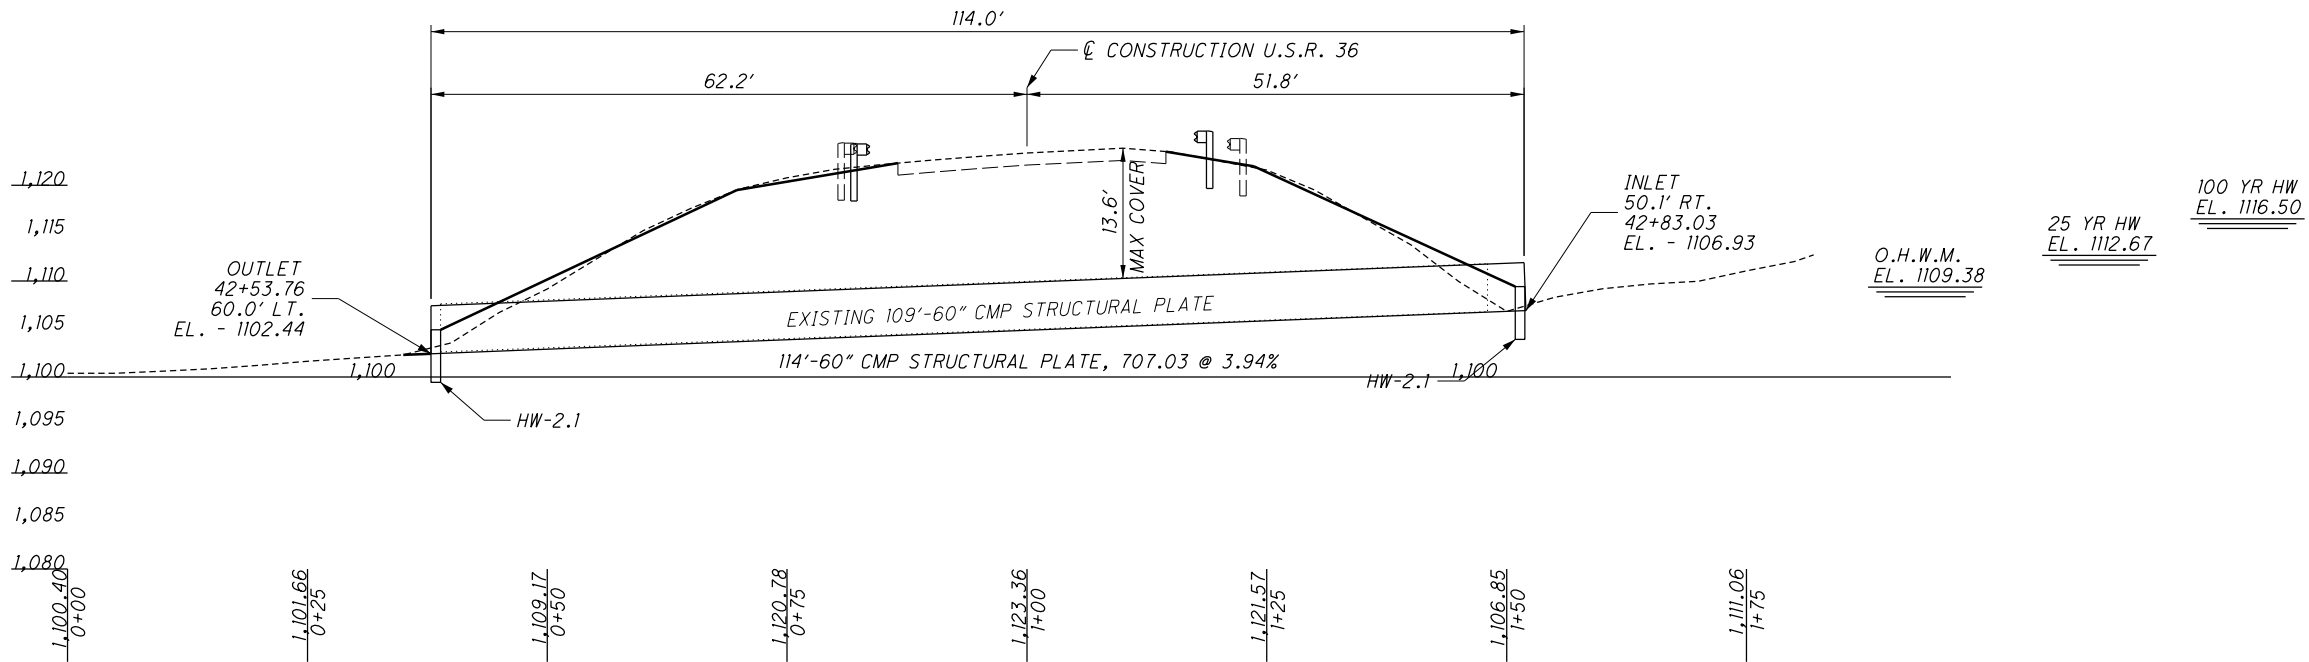 114.0'
℄ CONSTRUCTION U.S.R. 36
62.2'
51.8'
1,120
1,115
1,110
1,105
1,100
1,095
1,090
1,085
1,080
OUTLET
42+53.76
60.0' LT.
EL. - 1102.44
1,100
HW-2.1
13.6'
MAX COVER
EXISTING 109'-60" CMP STRUCTURAL PLATE
114'-60" CMP STRUCTURAL PLATE, 707.03 @ 3.94%
HW-2.1
1,100
INLET
50.1' RT.
42+83.03
EL. - 1106.93
O.H.W.M.
EL. 1109.38
25 YR HW
EL. 1112.67
100 YR HW
EL. 1116.50
1,100.40
0+00
1,101.66
0+25
1,109.17
0+50
1,120.78
0+75
1,123.36
1+00
1,121.57
1+25
1,106.85
1+50
1,111.06
1+75